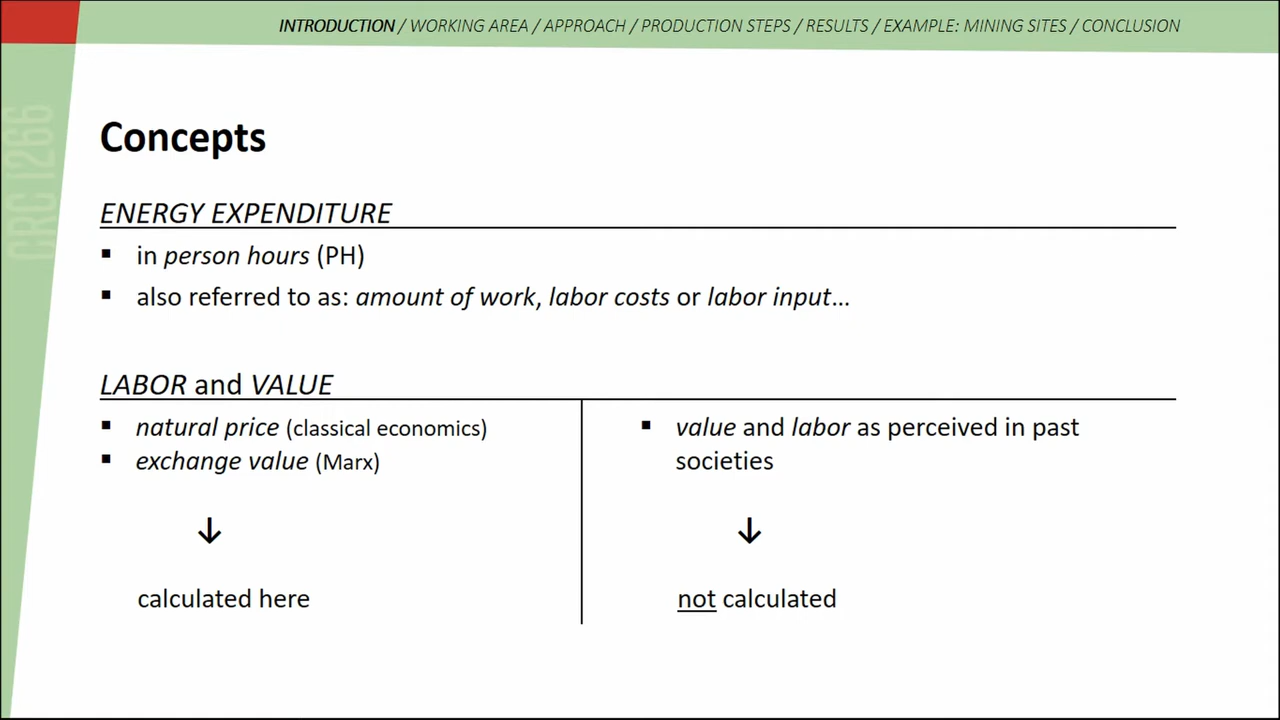 INTRODUCTION / WORKING AREA / APPROACH / PRODUCTION STEPS / RESULTS / EXAMPLE: MINING SITES / CONCLUSION
CRC 1266
Concepts
ENERGY EXPENDITURE
▪ in person hours (PH)
▪ also referred to as: amount of work, labor costs or labor input...
LABOR and VALUE
▪ natural price (classical economics)
▪ exchange value (Marx)
↓
calculated here
▪ value and labor as perceived in past
societies
↓
not calculated